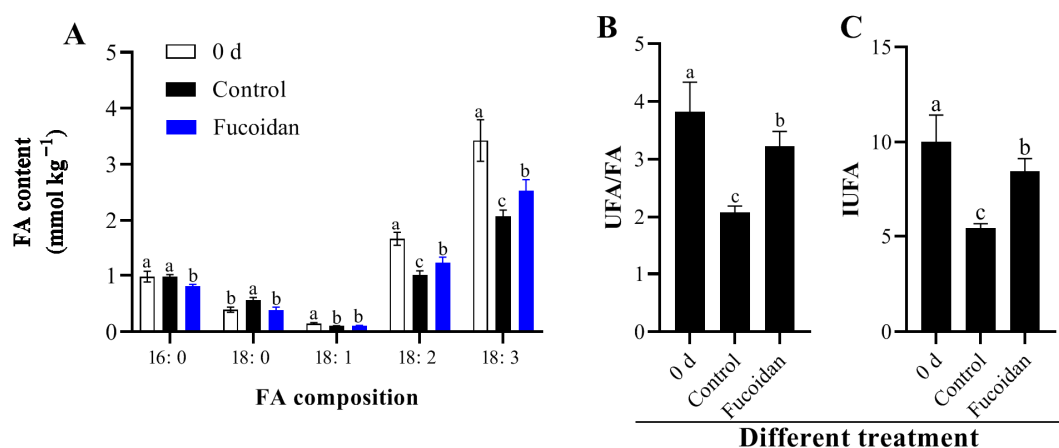 A
0 d
Control
Fucoidan
FA content
(mmol kg⁻¹)
5
4
3
2
1
0
a a b
b a b
a b b
a c b
a c b
16: 0 18: 0 18: 1 18: 2 18: 3
FA composition
B
UFA/FA
5
4
3
2
1
0
a c b
0 d Control Fucoidan
C
IUFA
15
10
5
0
a c b
0 d Control Fucoidan
Different treatment